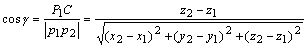 cos γ = P₁C / |p₁p₂| = z₂ − z₁ / √((x₂ − x₁)² + (y₂ − y₁)² + (z₂ − z₁)²)